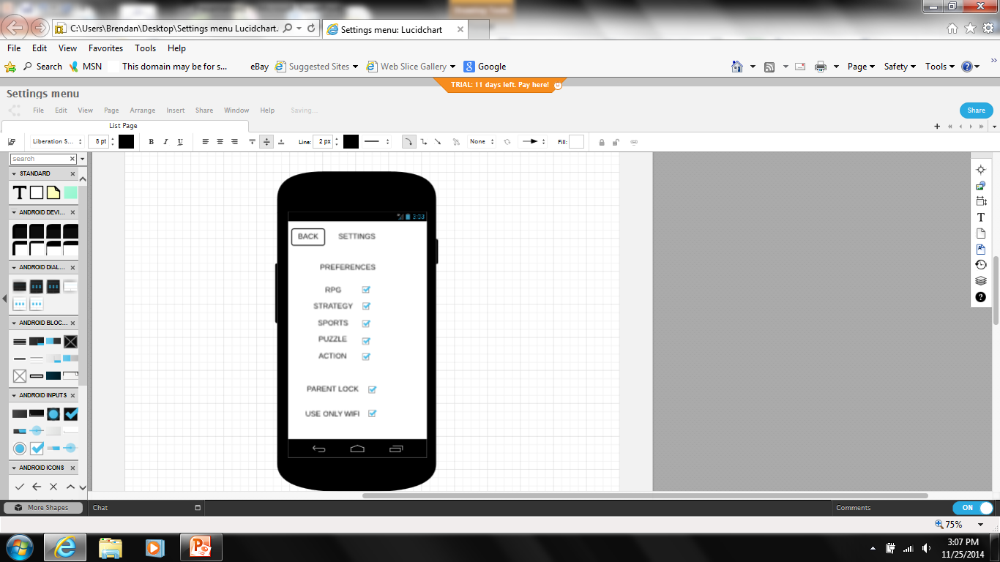 C:\Users\Brendan\Desktop\Settings menu Lucidchart.
Settings menu: Lucidchart
File Edit View Favorites Tools Help
Search MSN This domain may be for s... eBay Suggested Sites Web Slice Gallery Google Page Safety Tools
TRIAL: 11 days left. Pay here!
Settings menu
File Edit View Page Arrange Insert Share Window Help Saving... Share
List Page
Liberation S... 8 pt B I U Line: 2 px None Fill:
search
STANDARD
T
ANDROID DEVI...
ANDROID DIAL...
ANDROID BLOC...
ANDROID INPUTS
ANDROID ICONS
3:03
BACK SETTINGS
PREFERENCES
RPG
STRATEGY
SPORTS
PUZZLE
ACTION
PARENT LOCK
USE ONLY WIFI
T
More Shapes Chat Comments ON
75%
3:07 PM
11/25/2014